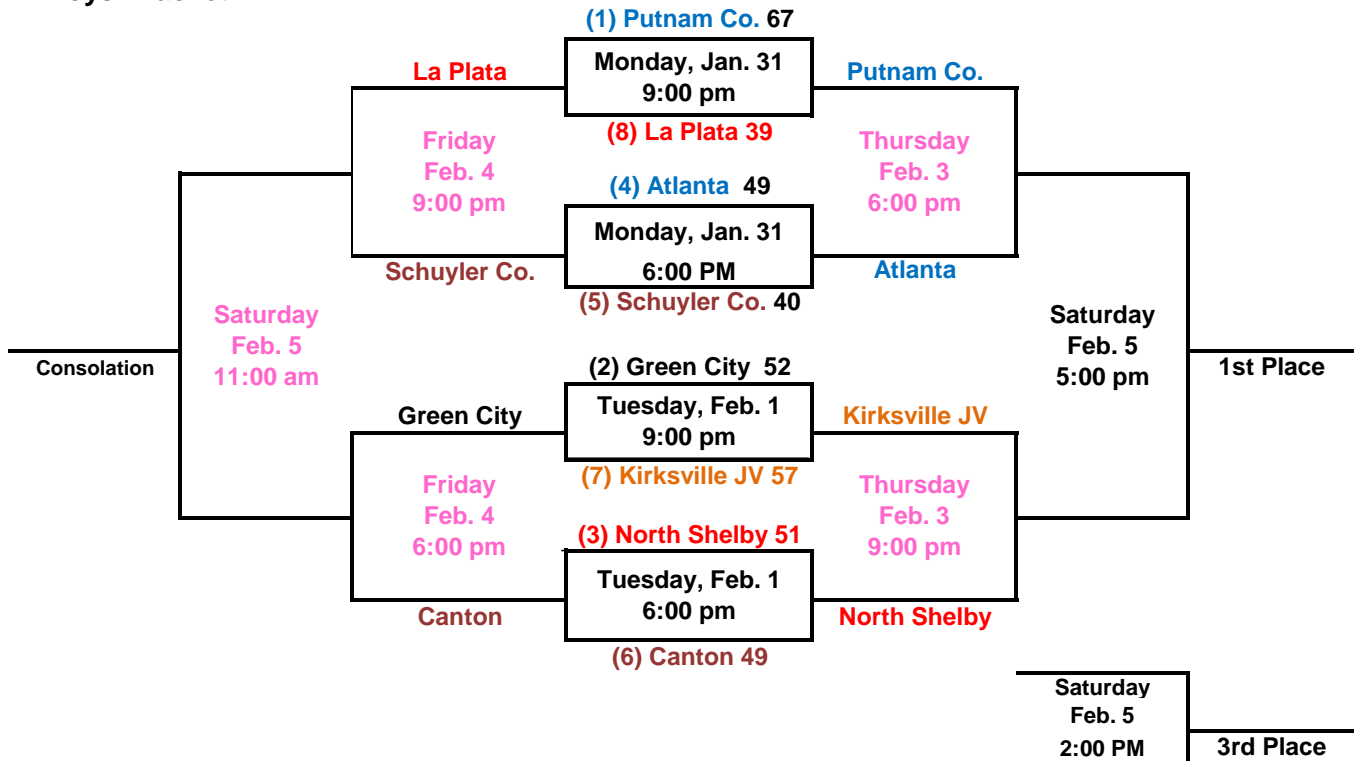 (1) Putnam Co. 67
La Plata
Monday, Jan. 31
9:00 pm
Putnam Co.
(8) La Plata 39
Friday
Feb. 4
9:00 pm
Thursday
Feb. 3
6:00 pm
(4) Atlanta 49
Monday, Jan. 31
6:00 PM
Schuyler Co.
Atlanta
(5) Schuyler Co. 40
Saturday
Feb. 5
11:00 am
Saturday
Feb. 5
5:00 pm
Consolation
1st Place
(2) Green City 52
Green City
Tuesday, Feb. 1
9:00 pm
Kirksville JV
(7) Kirksville JV 57
Friday
Feb. 4
6:00 pm
Thursday
Feb. 3
9:00 pm
(3) North Shelby 51
Tuesday, Feb. 1
6:00 pm
Canton
North Shelby
(6) Canton 49
Saturday
Feb. 5
2:00 PM
3rd Place